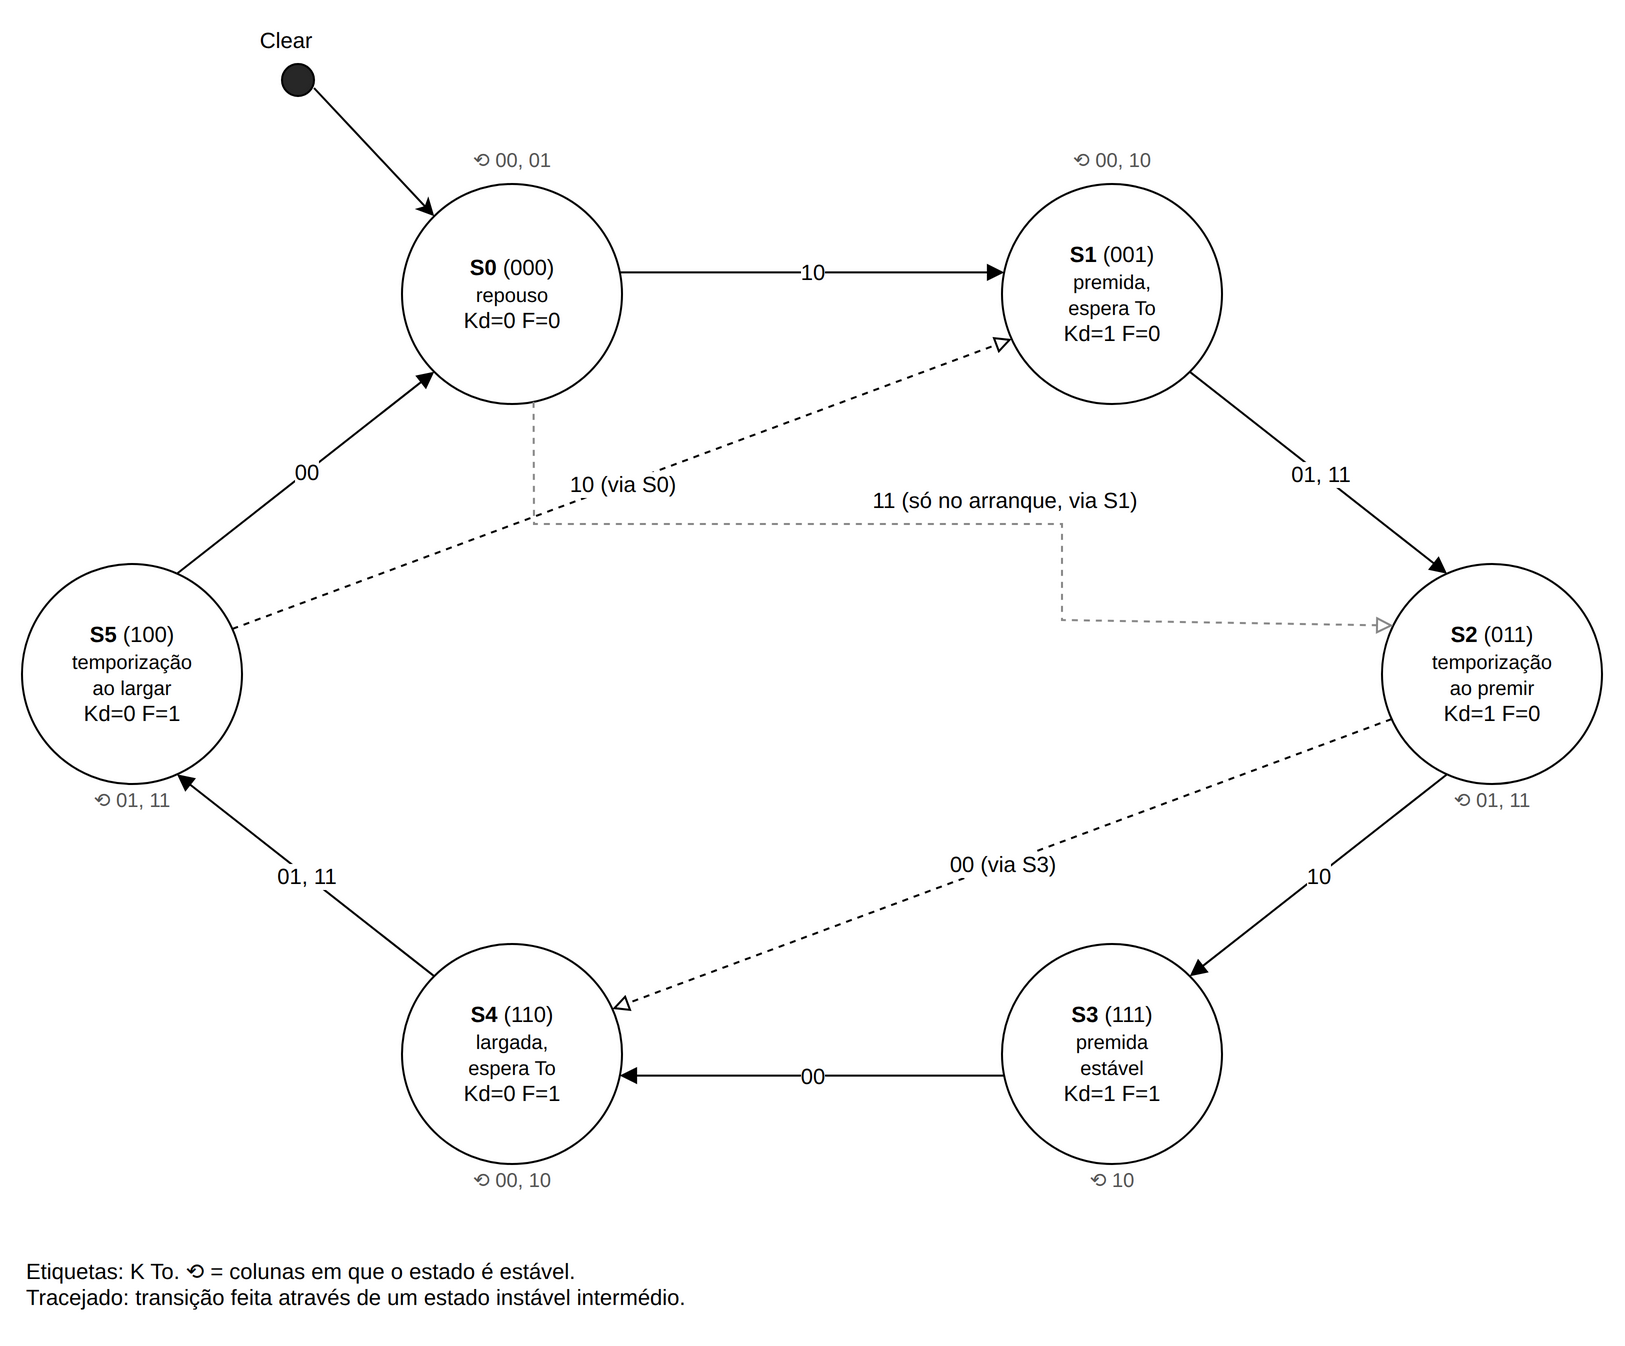 Clear
⟲ 00, 01
⟲ 00, 10
S0 (000)
repouso
Kd=0 F=0
10
S1 (001)
premida,
espera To
Kd=1 F=0
00
10 (via S0)
11 (só no arranque, via S1)
01, 11
S5 (100)
temporização
ao largar
Kd=0 F=1
⟲ 01, 11
S2 (011)
temporização
ao premir
Kd=1 F=0
⟲ 01, 11
01, 11
00 (via S3)
10
S4 (110)
largada,
espera To
Kd=0 F=1
⟲ 00, 10
00
S3 (111)
premida
estável
Kd=1 F=1
⟲ 10
Etiquetas: K To. ⟲ = colunas em que o estado é estável.
Tracejado: transição feita através de um estado instável intermédio.